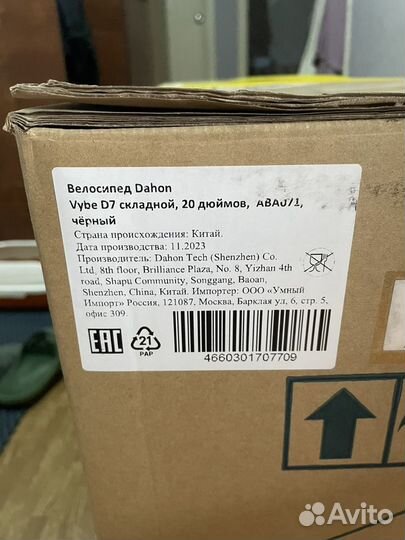 Велосипед Dahon
Vybe D7 складной, 20 дюймов, ABA071,
чёрный
Страна происхождения: Китай.
Дата производства: 11.2023
Производитель: Dahon Tech (Shenzhen) Co.
Ltd, 8th floor, Brilliance Plaza, No. 8, Yizhan 4th
road, Shapu Community, Songgang, Baoan,
Shenzhen, China, Китай. Импортер: ООО «Умный
Импорт» Россия, 121087, Москва, Барклая ул, 6, стр. 5,
офис 309.
EAC
21
PAP
4660301707709
Avito